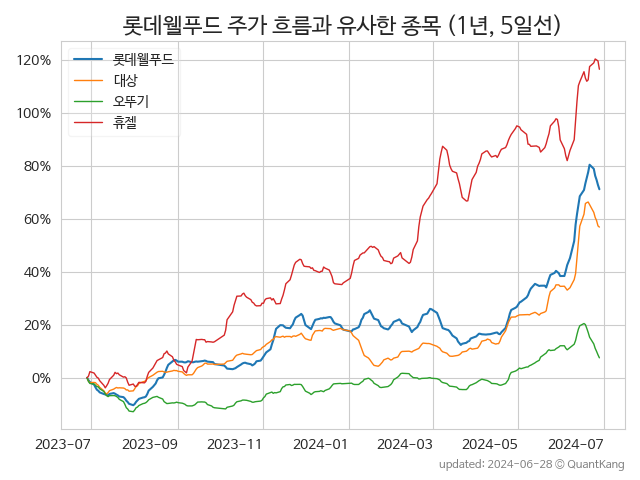 롯데웰푸드 주가 흐름과 유사한 종목 (1년, 5일선)
롯데웰푸드
대상
오뚜기
휴젤
120%
100%
80%
60%
40%
20%
0%
2023-07 2023-09 2023-11 2024-01 2024-03 2024-05 2024-07
updated: 2024-06-28 © QuantKang